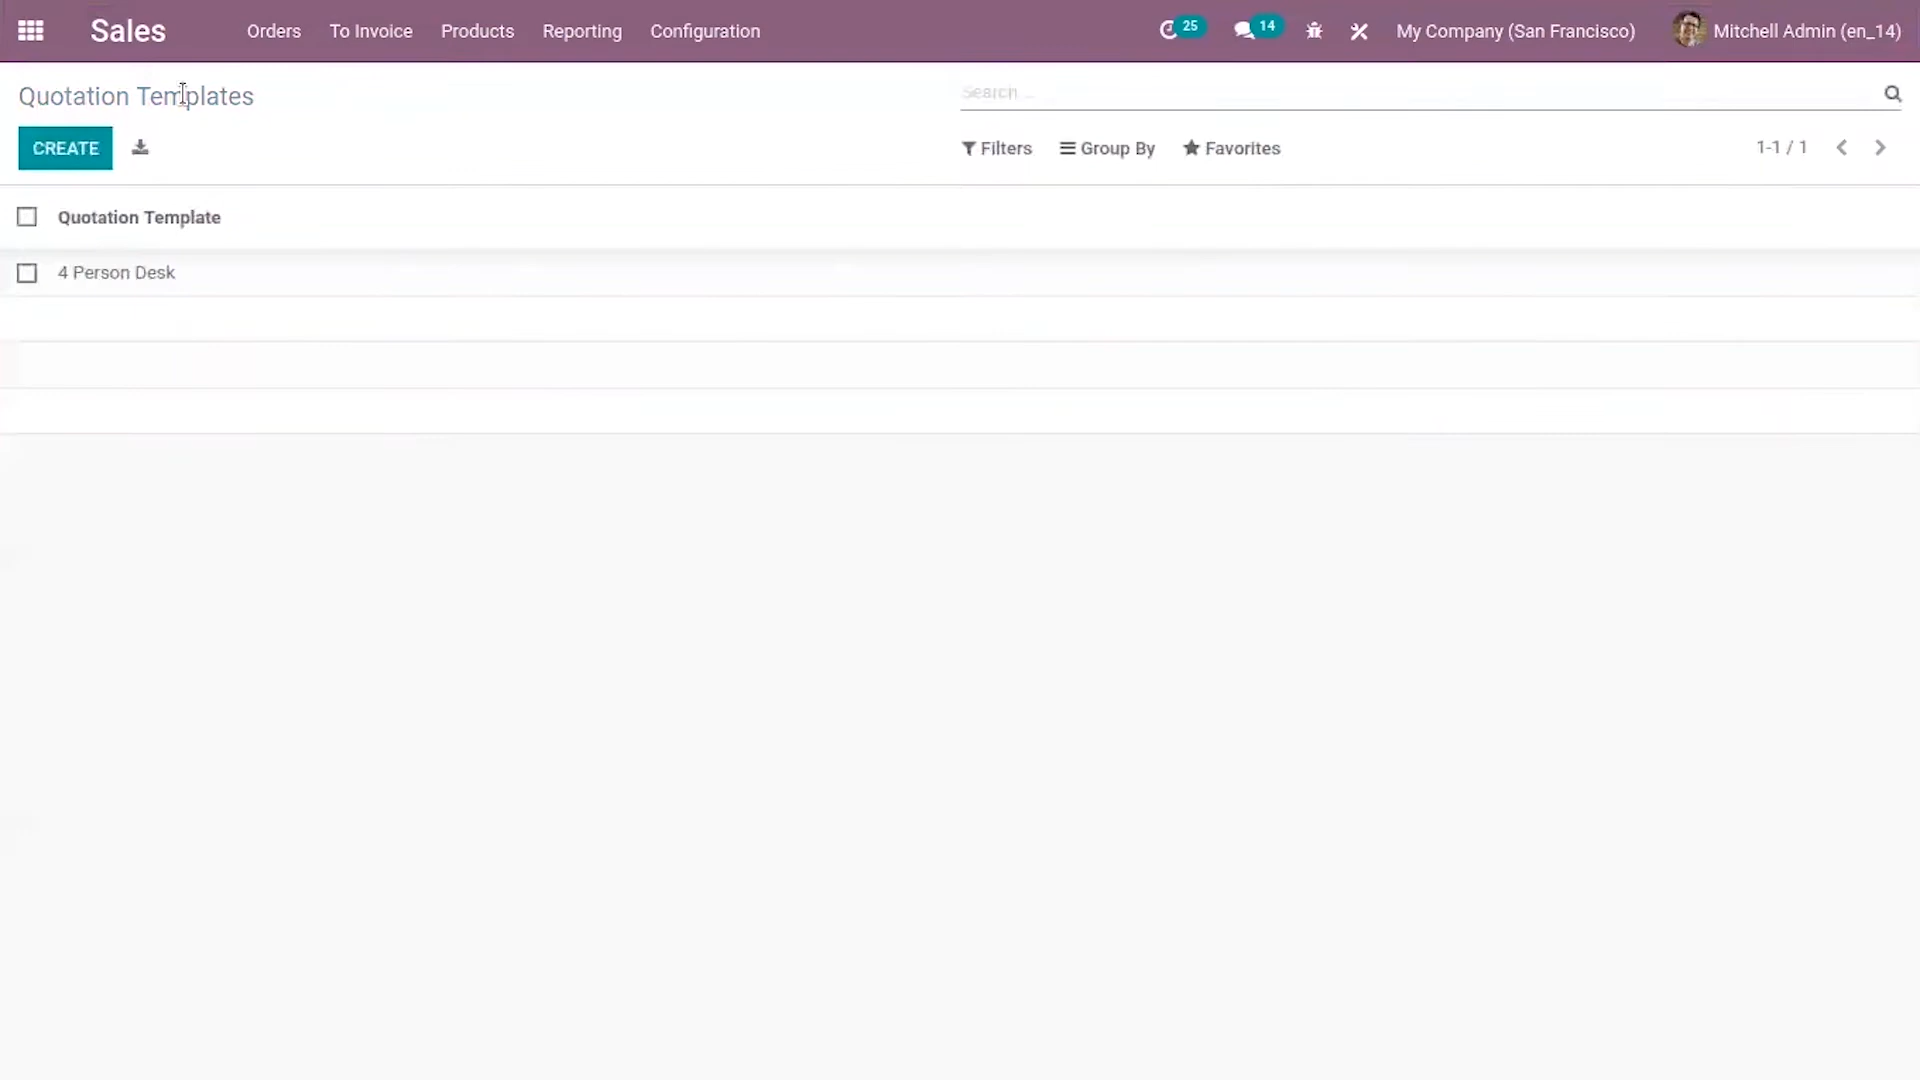 Sales Orders To Invoice Products Reporting Configuration 25 14 My Company (San Francisco) Mitchell Admin (en_14)
Quotation Templates Search ...
CREATE Filters Group By Favorites 1-1 / 1
Quotation Template
4 Person Desk